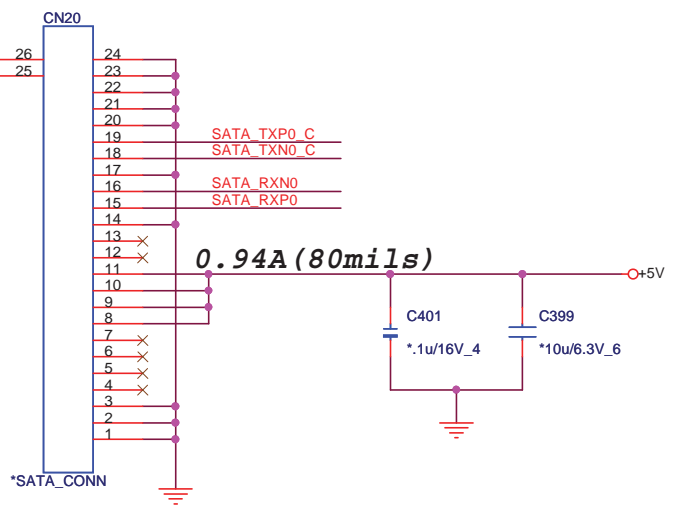 CN20
26
25
24
23
22
21
20
19 SATA_TXP0_C
18 SATA_TXN0_C
17
16 SATA_RXN0
15 SATA_RXP0
14
13
12 0.94A(80mils)
11 +5V
10
9
8
7
6
5
4
3
2
1
C401
*.1u/16V_4
C399
*10u/6.3V_6
*SATA_CONN